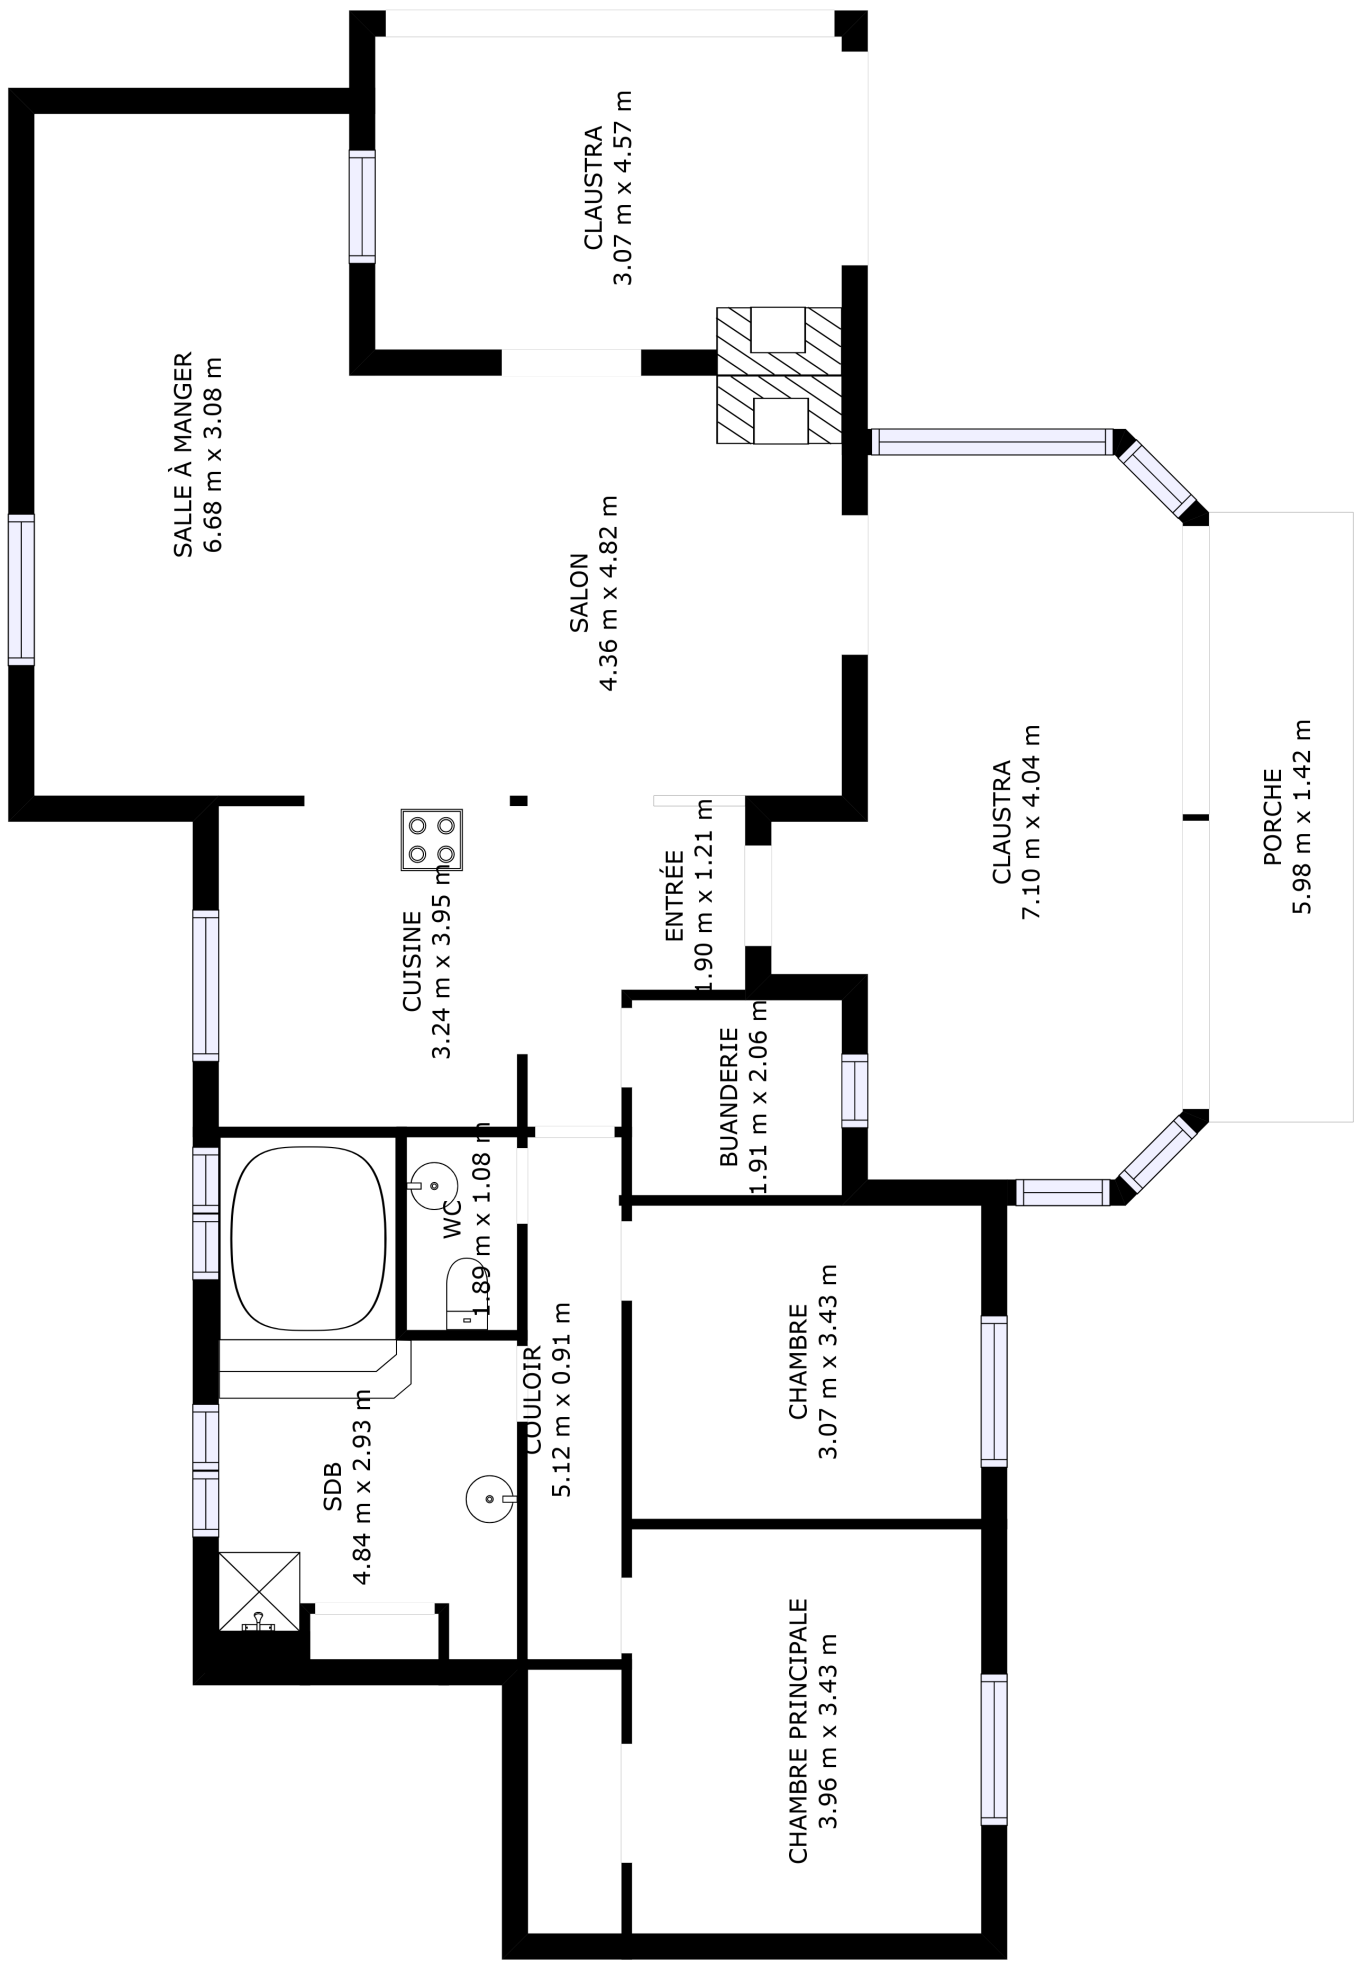 CLAUSTRA
3.07 m x 4.57 m
SALLE À MANGER
6.68 m x 3.08 m
SALON
4.36 m x 4.82 m
CLAUSTRA
7.10 m x 4.04 m
PORCHE
5.98 m x 1.42 m
ENTRÉE
1.90 m x 1.21 m
CUISINE
3.24 m x 3.95 m
BUANDERIE
1.91 m x 2.06 m
WC
1.89 m x 1.08 m
COULOIR
5.12 m x 0.91 m
CHAMBRE
3.07 m x 3.43 m
SDB
4.84 m x 2.93 m
CHAMBRE PRINCIPALE
3.96 m x 3.43 m